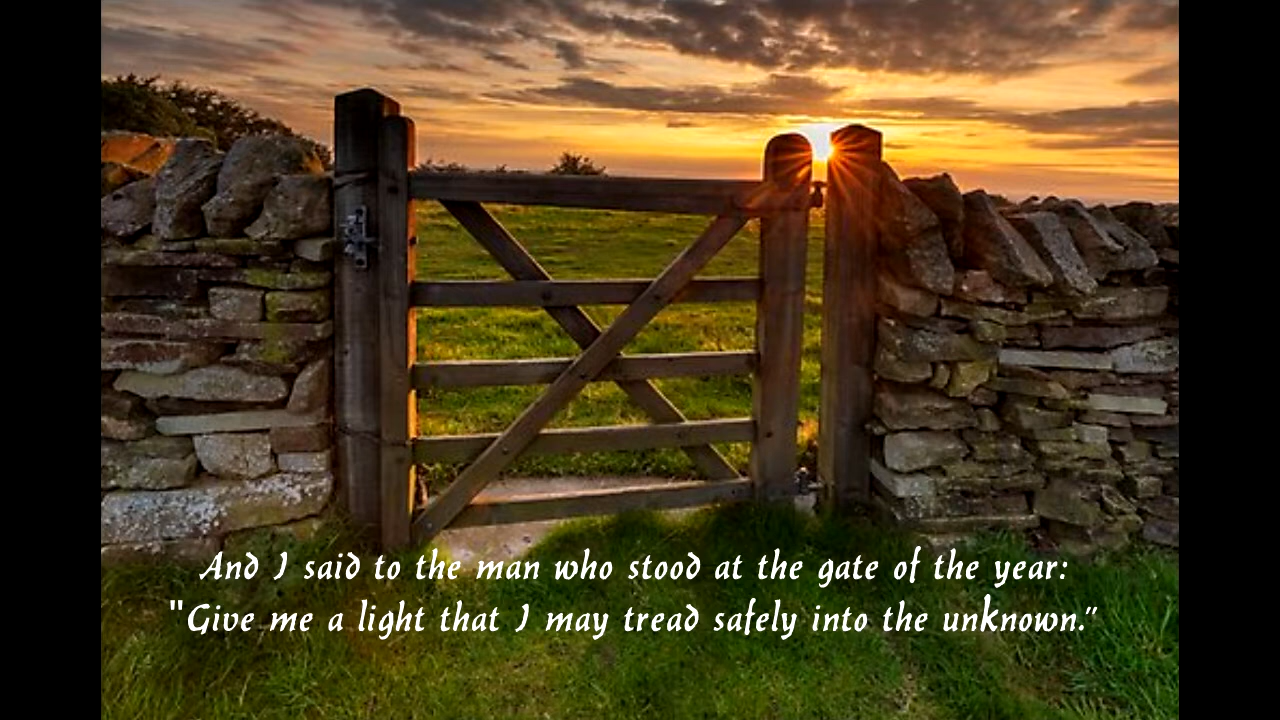 And I said to the man who stood at the gate of the year:
"Give me a light that I may tread safely into the unknown.”